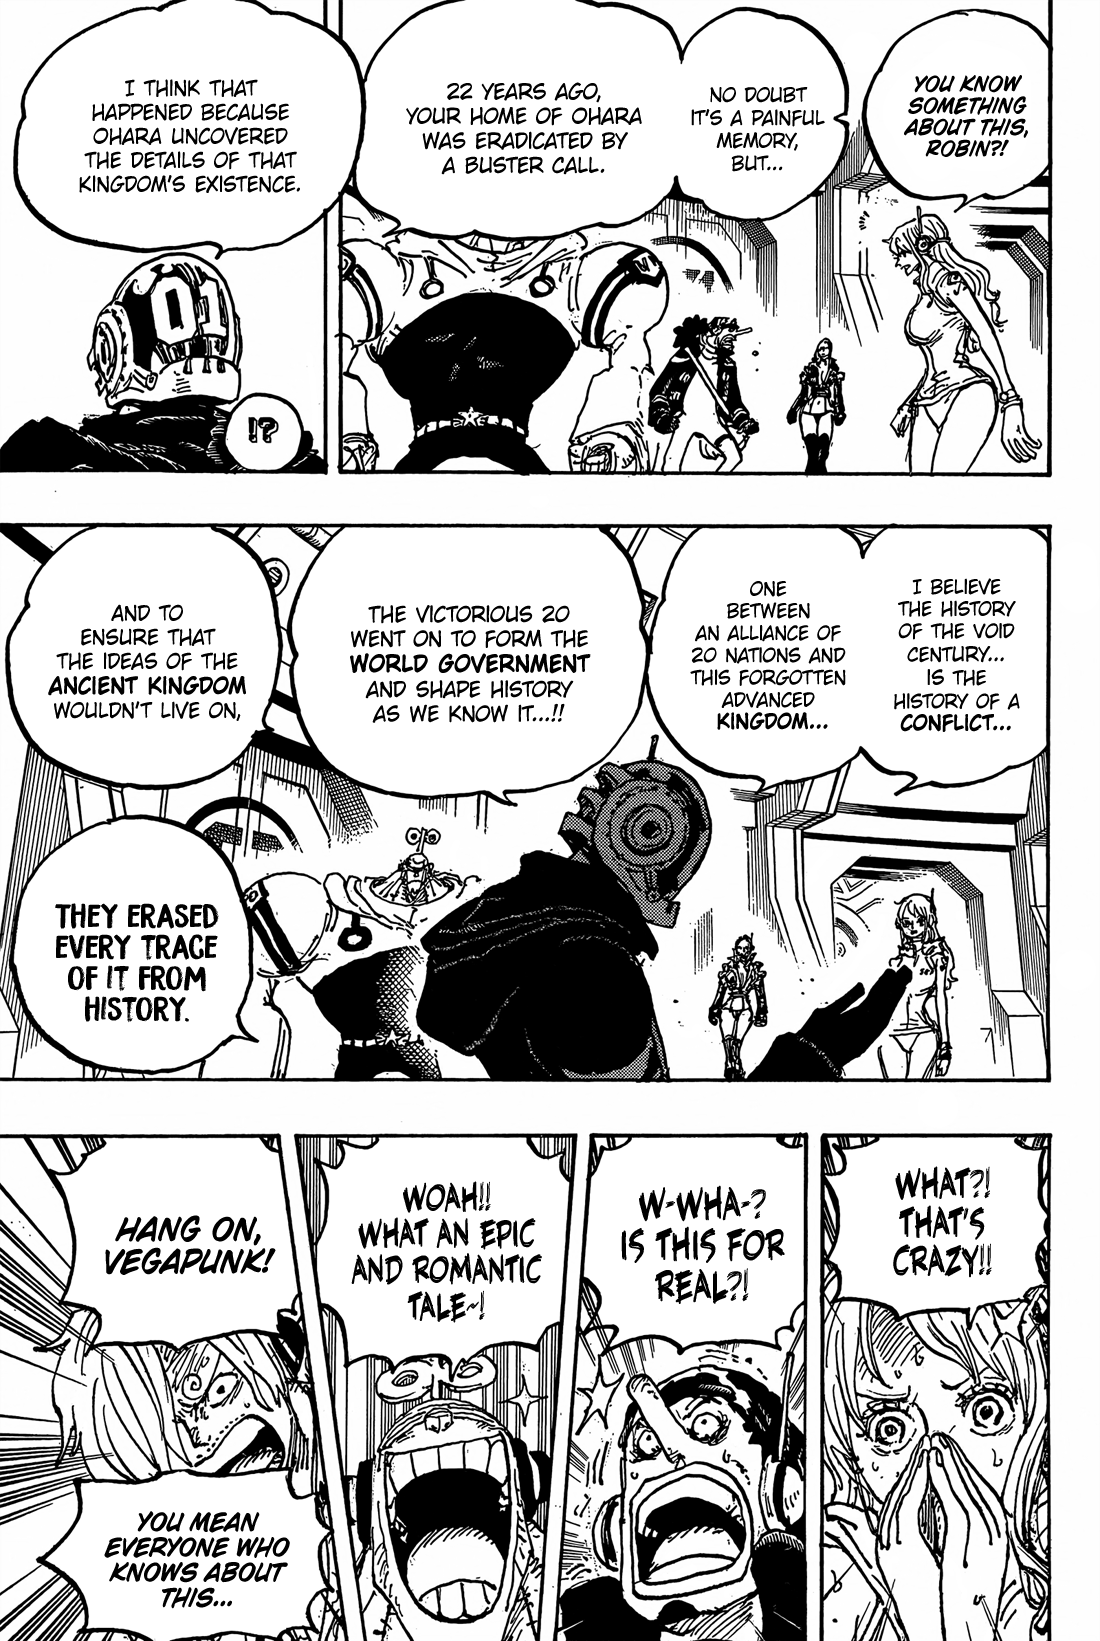 YOU KNOW
SOMETHING
ABOUT THIS,
ROBIN?!
NO DOUBT
IT'S A PAINFUL
MEMORY,
BUT...
22 YEARS AGO,
YOUR HOME OF OHARA
WAS ERADICATED BY
A BUSTER CALL.
I THINK THAT
HAPPENED BECAUSE
OHARA UNCOVERED
THE DETAILS OF THAT
KINGDOM'S EXISTENCE.
01
!?
I BELIEVE
THE HISTORY
OF THE VOID
CENTURY...
IS THE
HISTORY OF A
CONFLICT...
ONE
BETWEEN
AN ALLIANCE OF
20 NATIONS AND
THIS FORGOTTEN
ADVANCED
KINGDOM...
THE VICTORIOUS 20
WENT ON TO FORM THE
WORLD GOVERNMENT
AND SHAPE HISTORY
AS WE KNOW IT...!!
AND TO
ENSURE THAT
THE IDEAS OF THE
ANCIENT KINGDOM
WOULDN'T LIVE ON,
THEY ERASED
EVERY TRACE
OF IT FROM
HISTORY.
WHAT?!
THAT'S
CRAZY!!
W-WHA-?
IS THIS FOR
REAL?!
WOAH!!
WHAT AN EPIC
AND ROMANTIC
TALE~!
HANG ON,
VEGAPUNK!
YOU MEAN
EVERYONE WHO
KNOWS ABOUT
THIS...